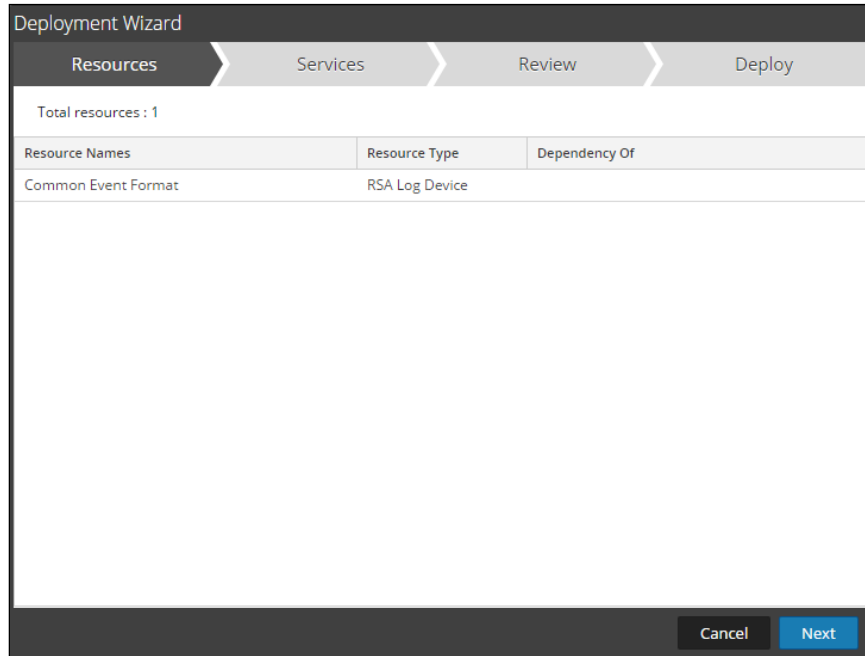 Deployment Wizard
Resources Services Review Deploy
Total resources : 1
Resource Names Resource Type Dependency Of
Common Event Format RSA Log Device
Cancel Next